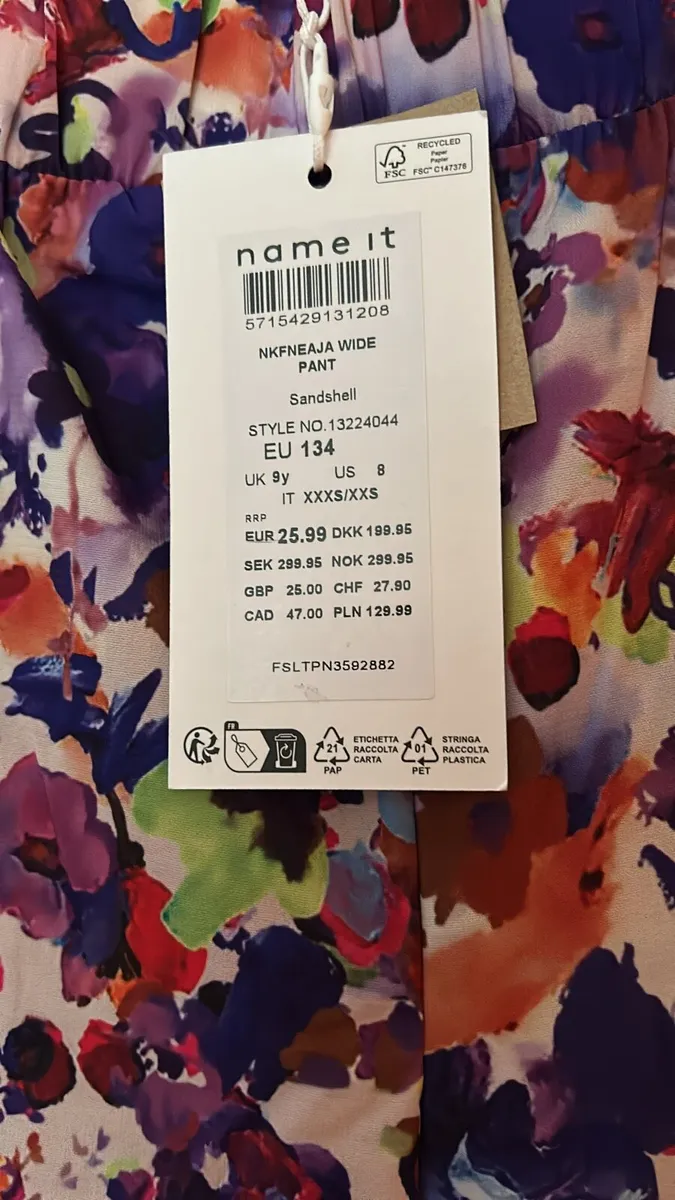 RECYCLED
Paper
Papier
FSC™ C147376
FSC
name it
5715429131208
NKFNEAJA WIDE
PANT
Sandshell
STYLE NO.13224044
EU 134
UK 9y US 8
IT XXXS/XXS
RRP
EUR 25.99 DKK 199.95
SEK 299.95 NOK 299.95
GBP 25.00 CHF 27.90
CAD 47.00 PLN 129.99
FSLTPN3592882
FR
21
PAP
ETICHETTA
RACCOLTA
CARTA
01
PET
STRINGA
RACCOLTA
PLASTICA